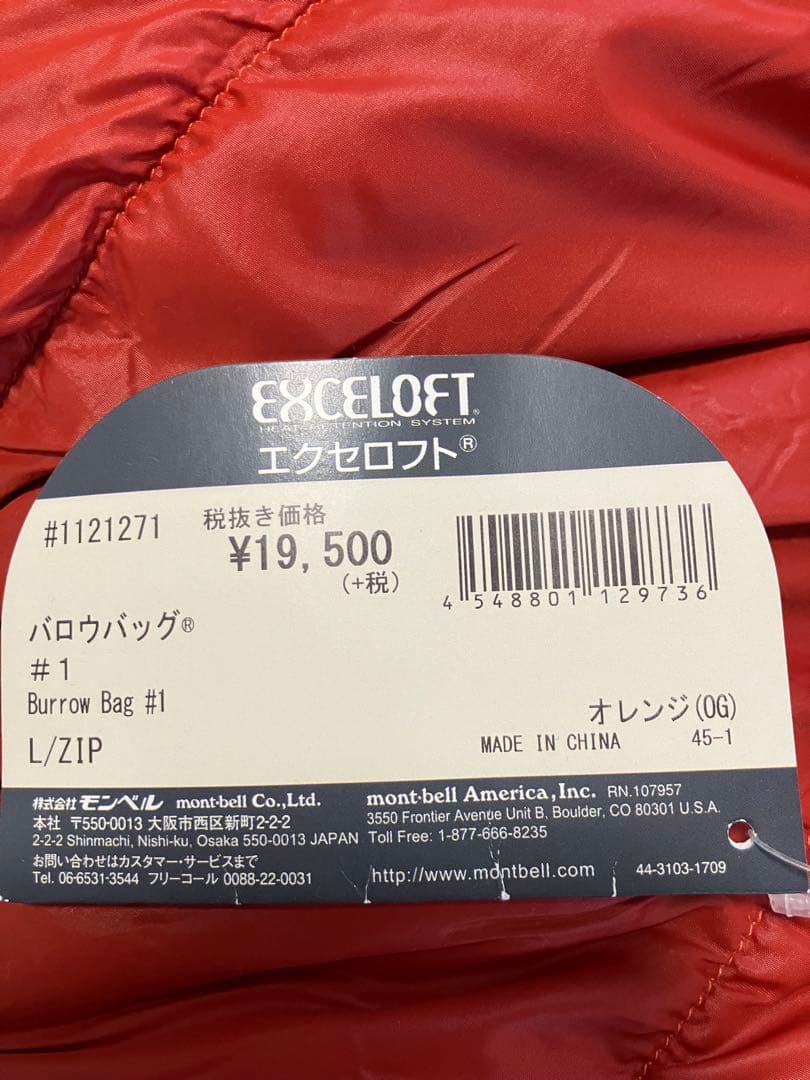 EXCELOFT®
HEAT RETENTION SYSTEM
エクセロフト®
#1121271
税抜き価格
¥19,500
(+税)
4 548801 129736
バロウバッグ®
#1
Burrow Bag #1
L/ZIP
オレンジ(OG)
MADE IN CHINA 45-1
株式会社 モンベル mont-bell Co.,Ltd.
本社 〒550-0013 大阪市西区新町2-2-2
2-2-2 Shinmachi, Nishi-ku, Osaka 550-0013 JAPAN
お問い合わせはカスタマー・サービスまで
Tel. 06-6531-3544 フリーコール 0088-22-0031
mont-bell America, Inc. RN.107957
3550 Frontier Avenue Unit B, Boulder, CO 80301 U.S.A.
Toll Free: 1-877-666-8235
http://www.montbell.com 44-3103-1709